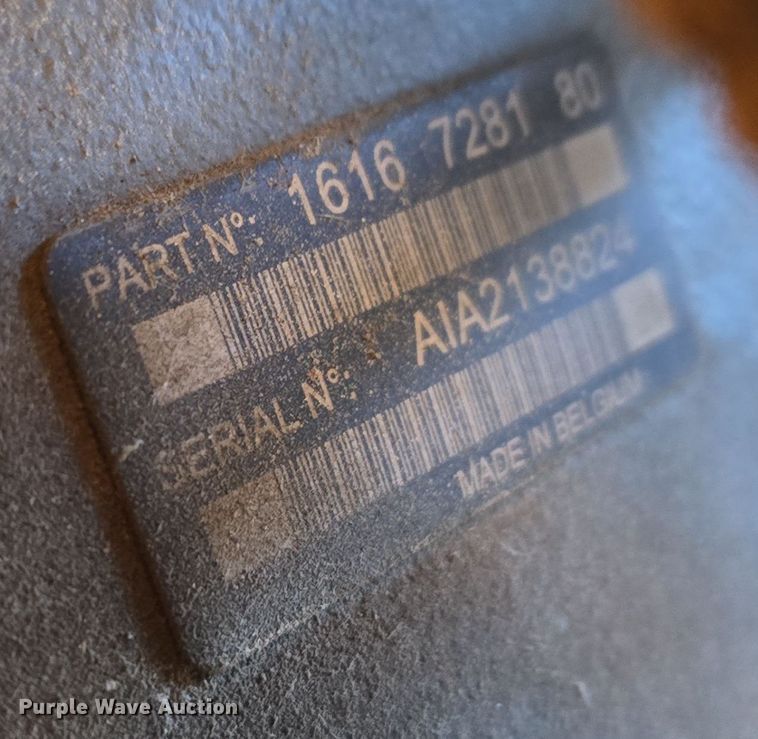 PART Nº: 1616 7281 80
SERIAL Nº: AIA2138824
MADE IN BELGIUM
Purple Wave Auction